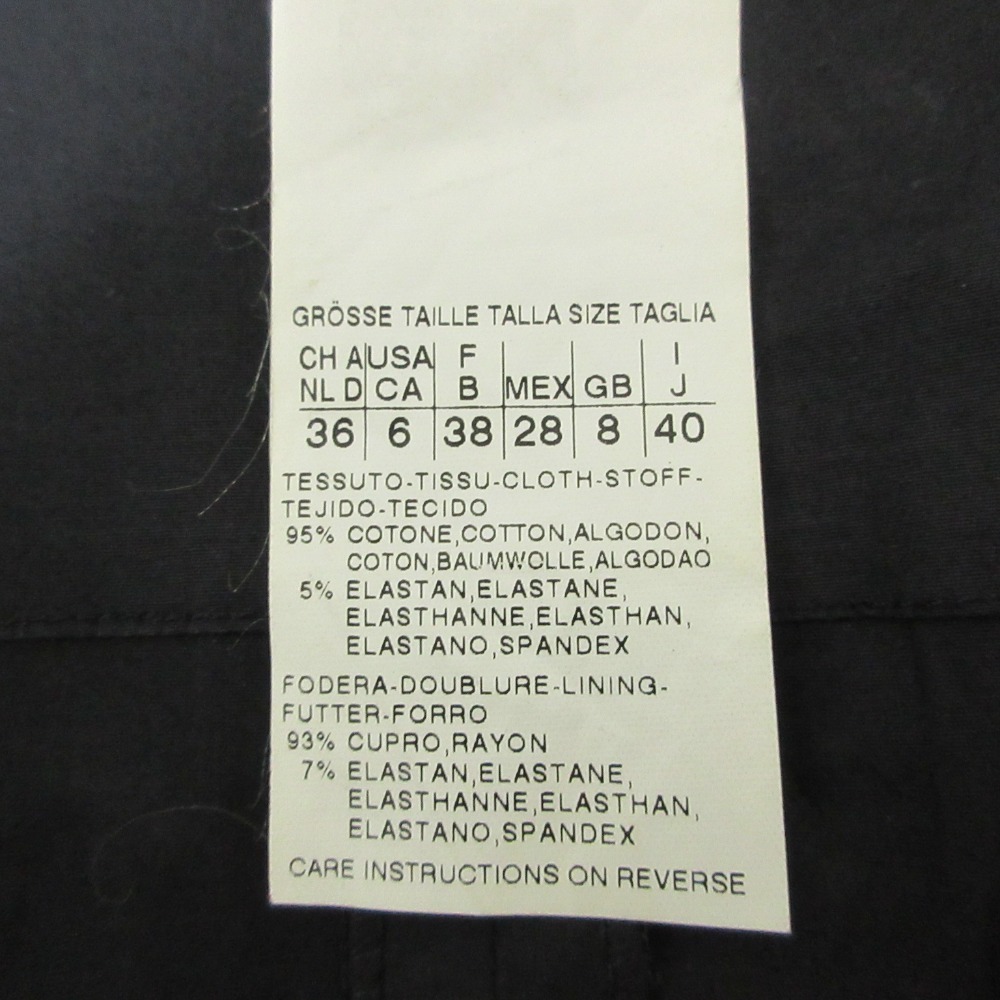 GRÖSSE TAILLE TALLA SIZE TAGLIA
CH A USA F I
NL D CA B MEX GB J
36 6 38 28 8 40
TESSUTO-TISSU-CLOTH-STOFF-
TEJIDO-TECIDO
95% COTONE,COTTON,ALGODON,
COTON,BAUMWOLLE,ALGODAO
5% ELASTAN,ELASTANE,
ELASTHANNE,ELASTHAN,
ELASTANO,SPANDEX
FODERA-DOUBLURE-LINING-
FUTTER-FORRO
93% CUPRO,RAYON
7% ELASTAN,ELASTANE,
ELASTHANNE,ELASTHAN,
ELASTANO,SPANDEX
CARE INSTRUCTIONS ON REVERSE